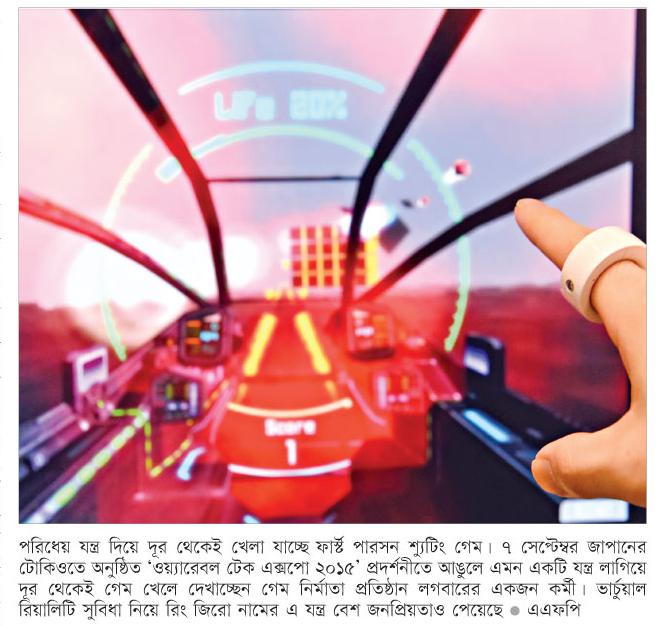 Life 20%
Score
1
পরিধেয় যন্ত্র দিয়ে দূর থেকেই খেলা যাচ্ছে ফার্স্ট পারসন শ্যুটিং গেম। ৭ সেপ্টেম্বর জাপানের
টোকিওতে অনুষ্ঠিত ‘ওয়্যারেবল টেক এক্সপো ২০১৫’ প্রদর্শনীতে আঙুলে এমন একটি যন্ত্র লাগিয়ে
দূর থেকেই গেম খেলে দেখাচ্ছেন গেম নির্মাতা প্রতিষ্ঠান লগবারের একজন কর্মী। ভার্চুয়াল
রিয়ালিটি সুবিধা নিয়ে রিং জিরো নামের এ যন্ত্র বেশ জনপ্রিয়তাও পেয়েছে ● এএফপি